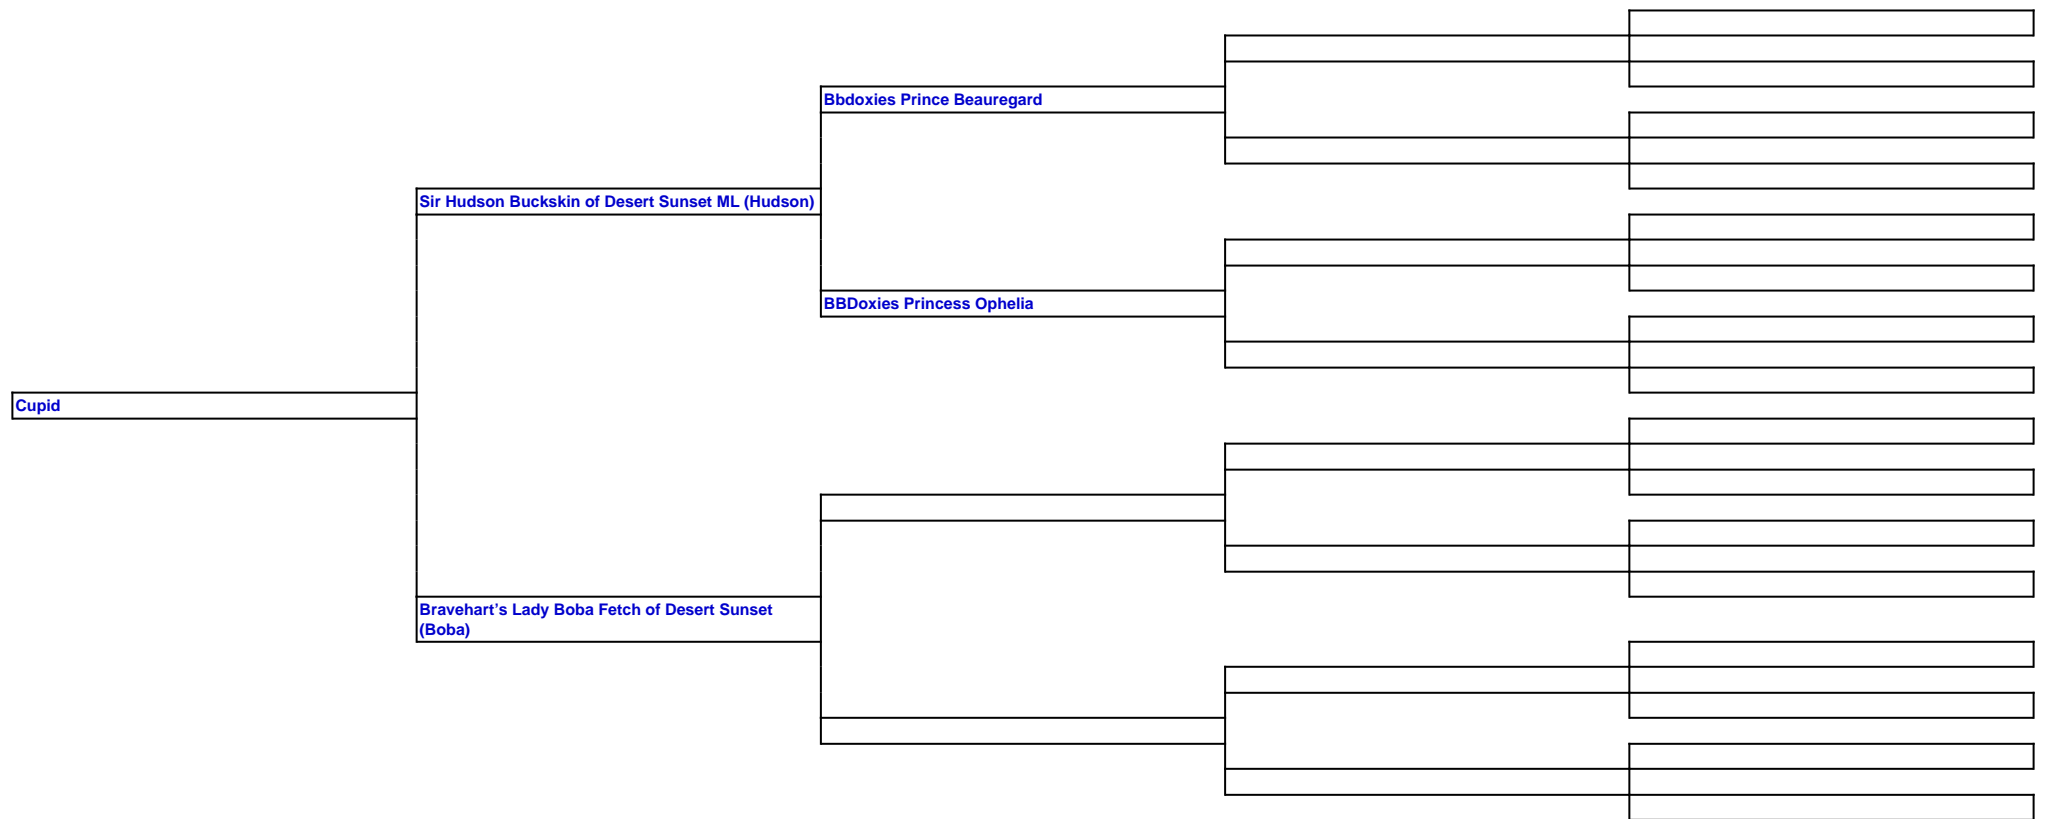 Bbdoxies Prince Beauregard
Sir Hudson Buckskin of Desert Sunset ML (Hudson)
BBDoxies Princess Ophelia
Cupid
Bravehart’s Lady Boba Fetch of Desert Sunset
(Boba)